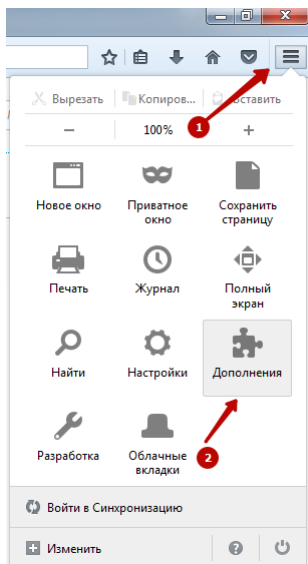 Вырезать Копиров... Вставить
1
− 100% +
Новое окно Приватное окно Сохранить страницу
Печать Журнал Полный экран
Найти Настройки Дополнения
Разработка Облачные вкладки
2
Войти в Синхронизацию
Изменить ?